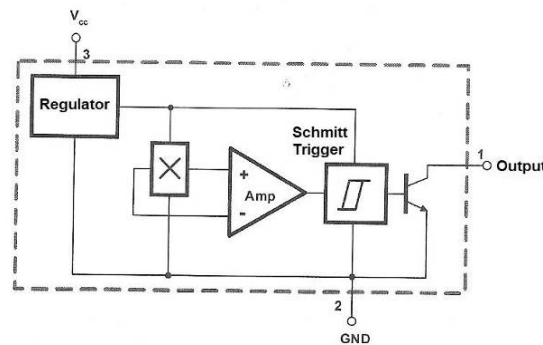 Vcc
3
Regulator
Schmitt
Trigger
1
Output
+
Amp
-
2
GND